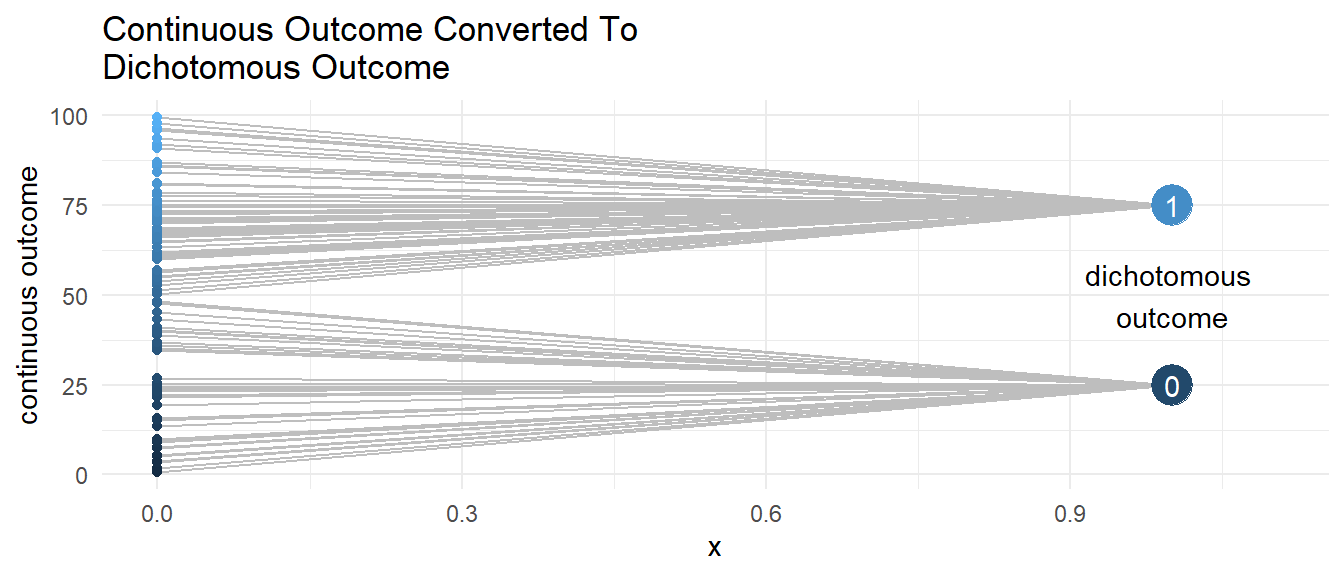 Continuous Outcome Converted To
Dichotomous Outcome
continuous outcome
100
75
50
25
0
1
dichotomous
outcome
0
0.0
0.3
0.6
0.9
x